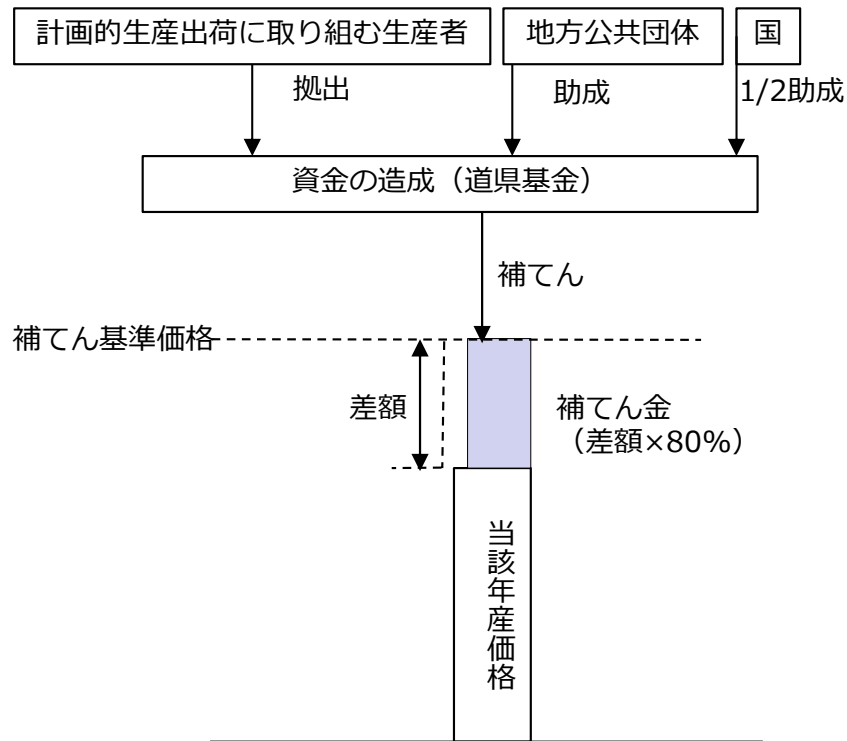 計画的生産出荷に取り組む生産者
地方公共団体
国
拠出
助成
1/2助成
資金の造成（道県基金）
補てん
補てん基準価格
差額
補てん金
（差額×80%）
当該年産価格